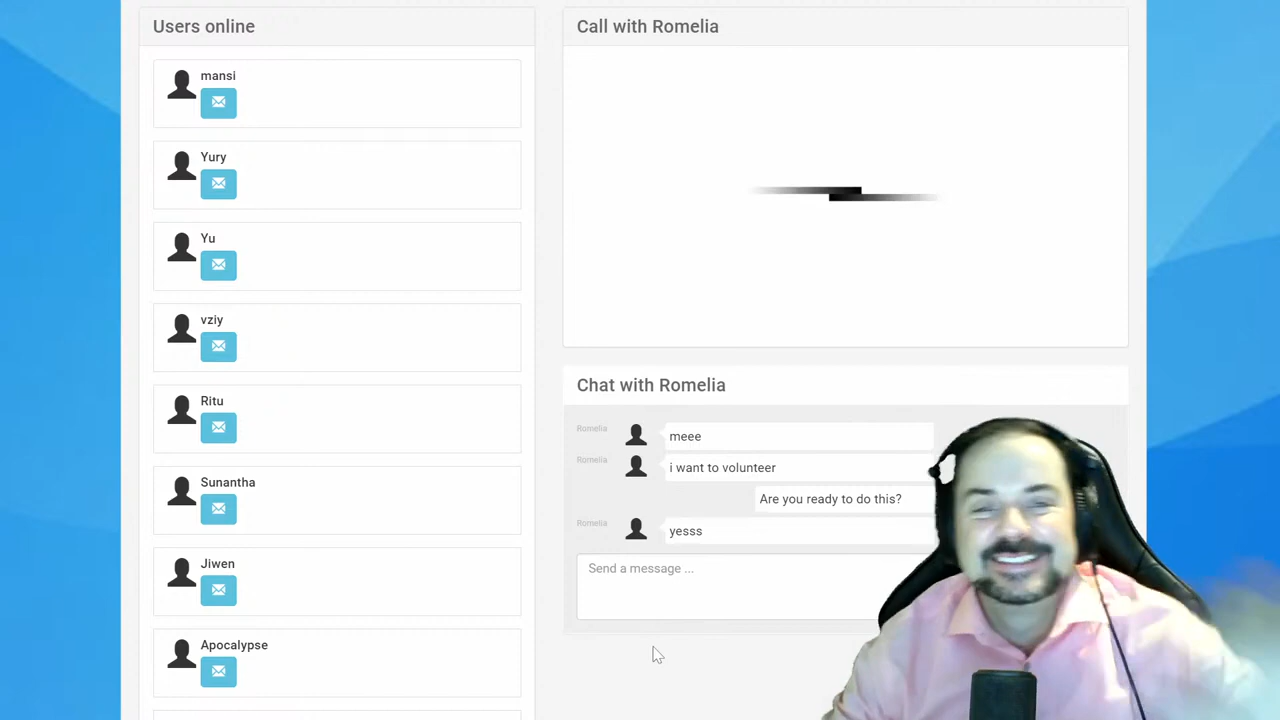 Users online
mansi
Yury
Yu
vziy
Ritu
Sunantha
Jiwen
Apocalypse
Call with Romelia
Chat with Romelia
Romelia
meee
Romelia
i want to volunteer
Are you ready to do this?
Romelia
yesss
Send a message ...